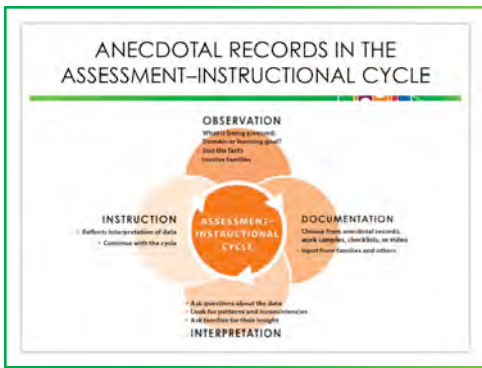 ANECDOTAL RECORDS IN THE
ASSESSMENT–INSTRUCTIONAL CYCLE
OBSERVATION
What is being assessed:
Domain or learning goal?
Just the facts
Involve families
INSTRUCTION
• Reflects interpretation of data
• Continue with the cycle
ASSESSMENT–
INSTRUCTIONAL
CYCLE
DOCUMENTATION
• Choose from anecdotal records,
work samples, checklists, or video
• Input from families and others
• Ask questions about the data
• Look for patterns and inconsistencies
• Ask families for their insight
INTERPRETATION